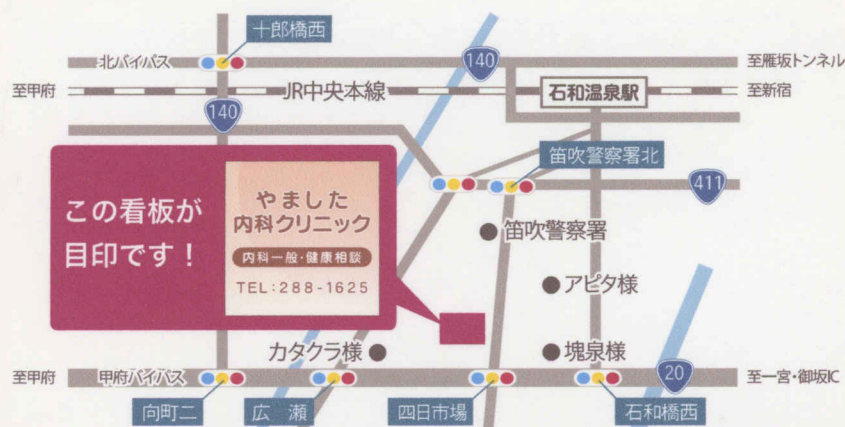 十郎橋西
北バイパス
140
至雁坂トンネル
至甲府
JR中央本線
石和温泉駅
至新宿
140
笛吹警察署北
411
この看板が
目印です！
やました
内科クリニック
内科一般・健康相談
TEL:288-1625
笛吹警察署
アピタ様
カタクラ様
塊泉様
至甲府
甲府バイパス
20
至一宮・御坂IC
向町二
広瀬
四日市場
石和橋西